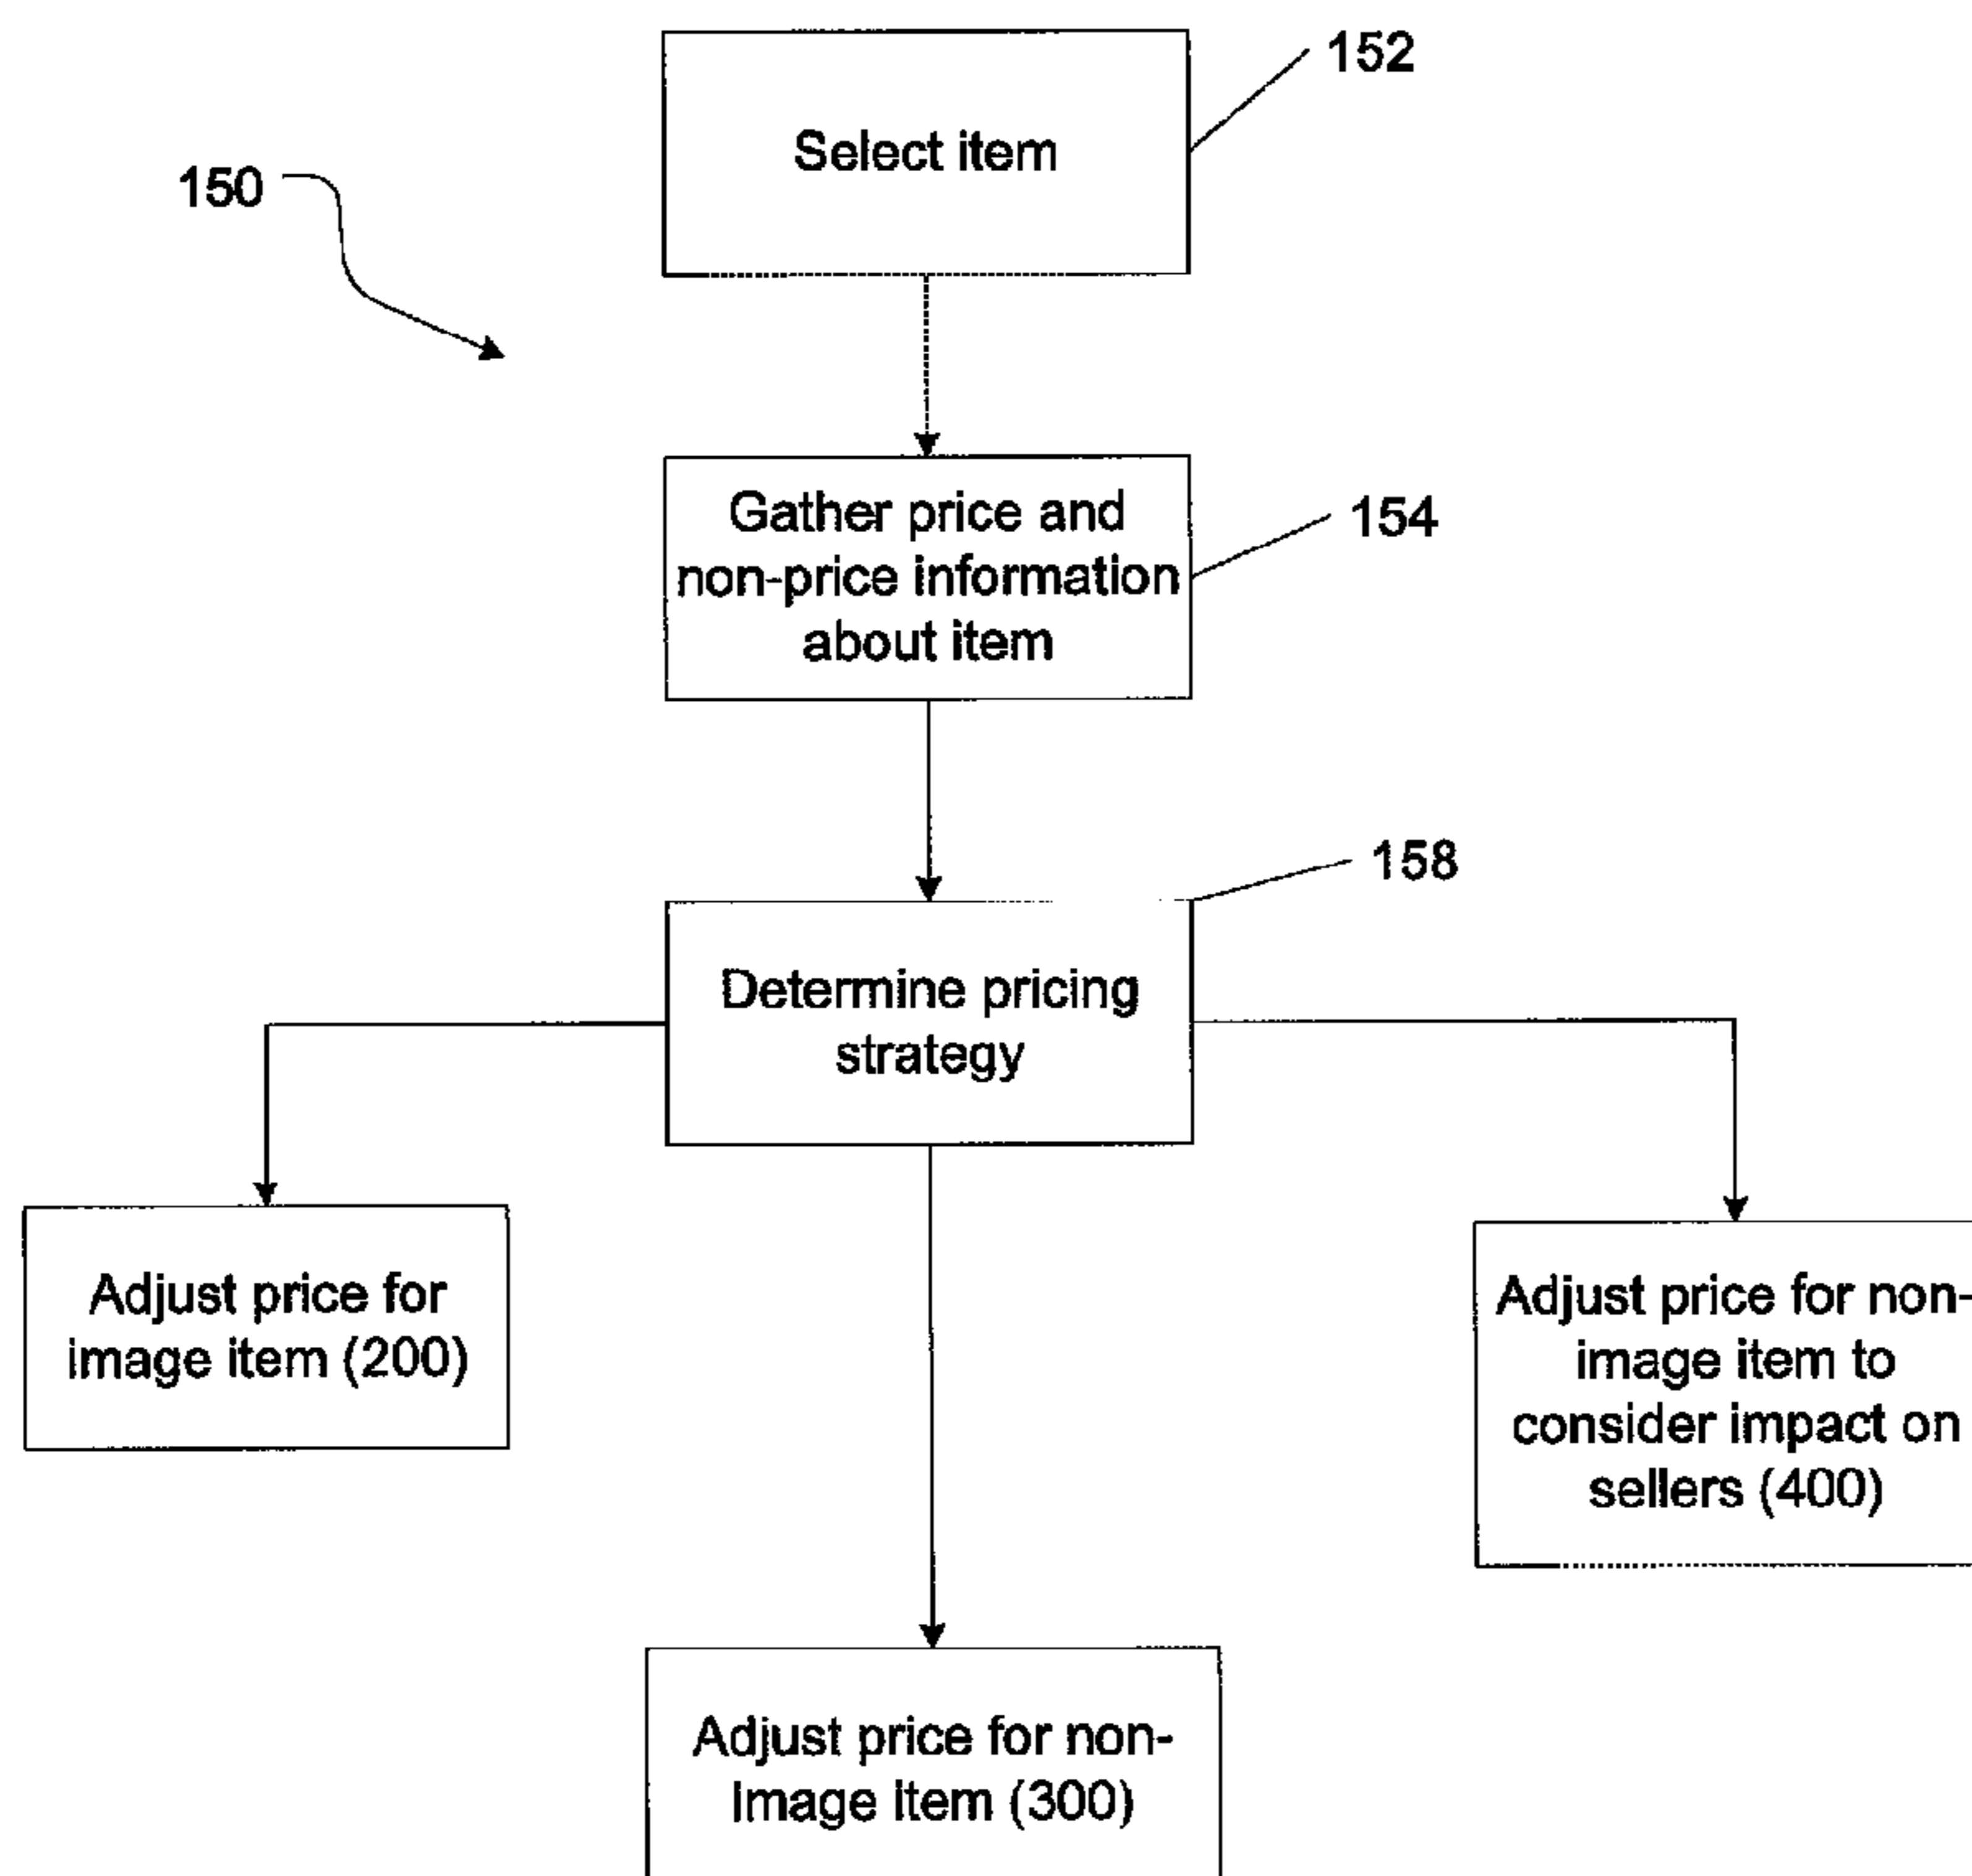 152
Select item
150
Gather price and
non-price information
about item
154
158
Determine pricing
strategy
Adjust price for
image item (200)
Adjust price for non-
image item to
consider impact on
sellers (400)
Adjust price for non-
image item (300)